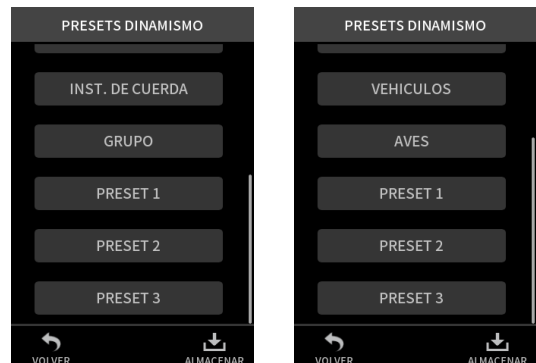 PRESETS DINAMISMO
INST. DE CUERDA
GRUPO
PRESET 1
PRESET 2
PRESET 3
VOLVER
ALMACENAR
PRESETS DINAMISMO
VEHICULOS
AVES
PRESET 1
PRESET 2
PRESET 3
VOLVER
ALMACENAR